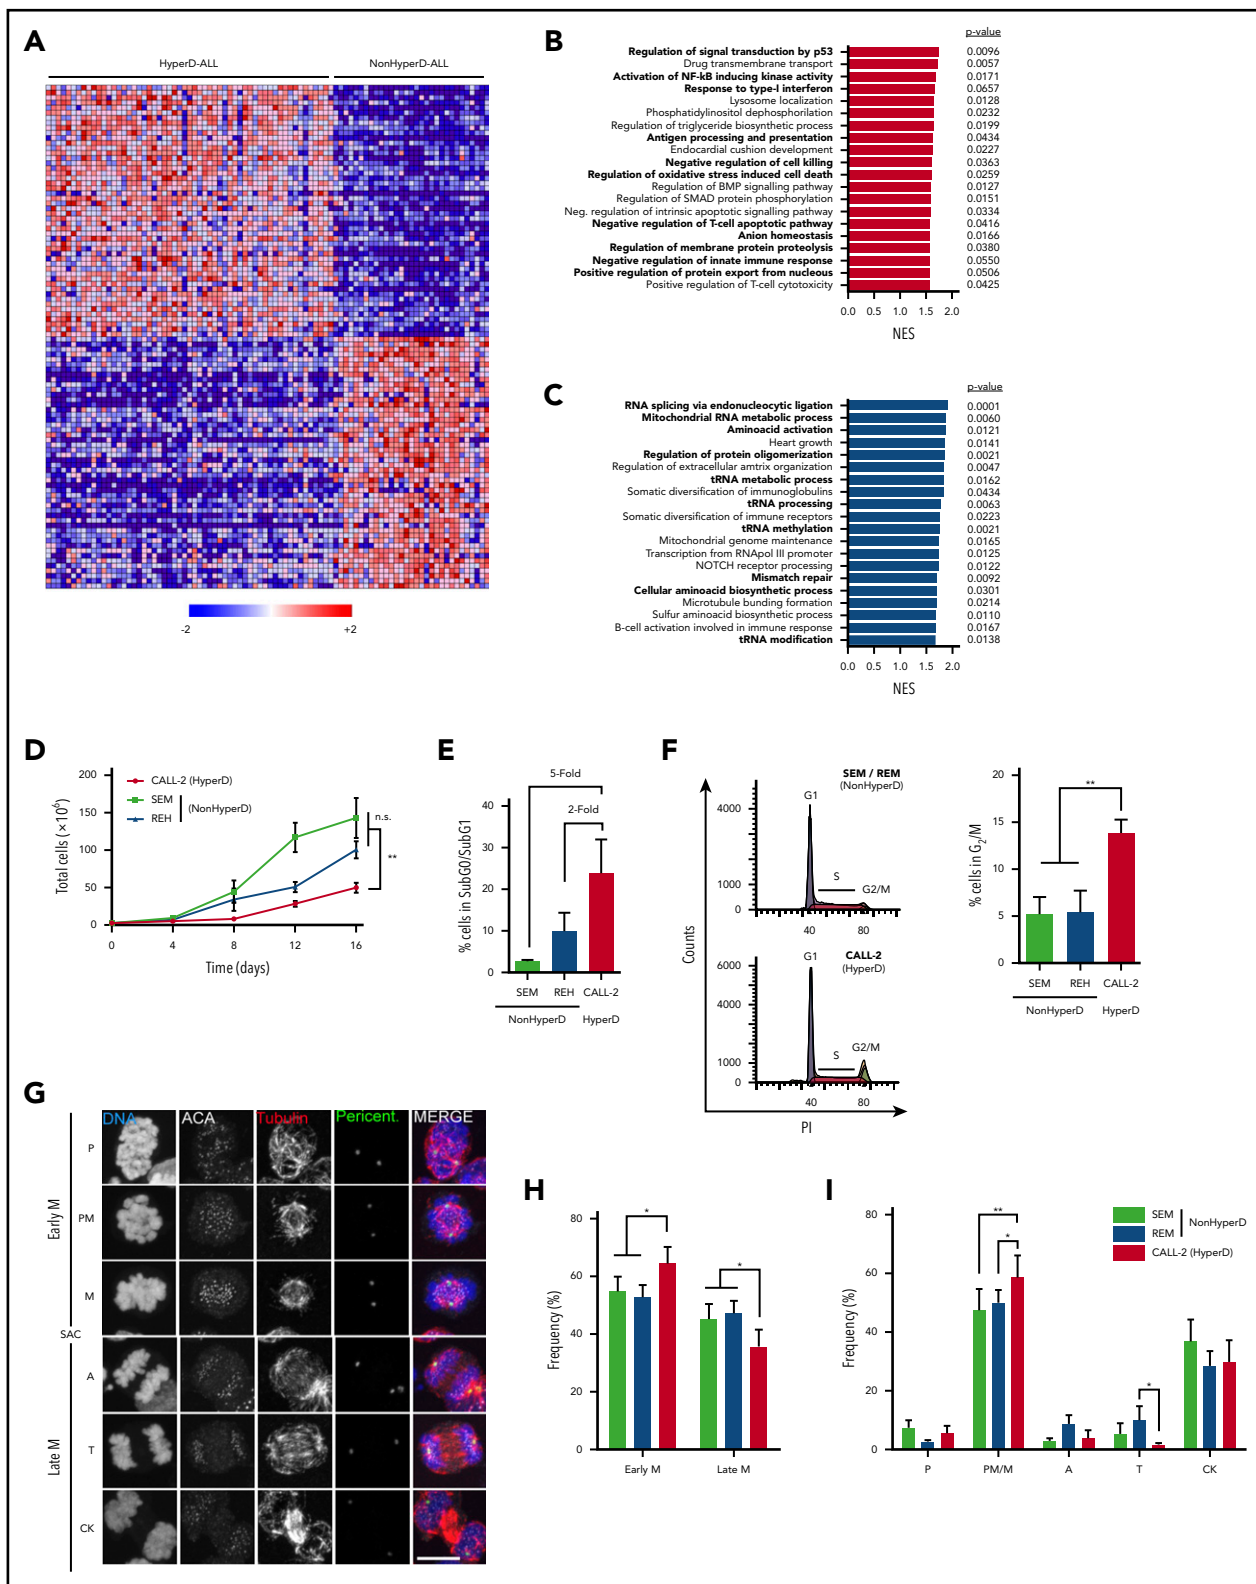 A
HyperD-ALL
NonHyperD-ALL
-2
+2
B
p-value
Regulation of signal transduction by p53 0.0096
Drug transmembrane transport 0.0057
Activation of NF-kB inducing kinase activity 0.0171
Response to type-I interferon 0.0657
Lysosome localization 0.0128
Phosphatidylinositol dephosphorilation 0.0232
Regulation of triglyceride biosynthetic process 0.0199
Antigen processing and presentation 0.0434
Endocardial cushion development 0.0227
Negative regulation of cell killing 0.0363
Regulation of oxidative stress induced cell death 0.0259
Regulation of BMP signalling pathway 0.0127
Regulation of SMAD protein phosphorylation 0.0151
Neg. regulation of intrinsic apoptotic signalling pathway 0.0334
Negative regulation of T-cell apoptotic pathway 0.0416
Anion homeostasis 0.0166
Regulation of membrane protein proteolysis 0.0380
Negative regulation of innate immune response 0.0550
Positive regulation of protein export from nucleous 0.0506
Positive regulation of T-cell cytotoxicity 0.0425
0.0 0.5 1.0 1.5 2.0
NES
C
p-value
RNA splicing via endonucleocytic ligation 0.0001
Mitochondrial RNA metabolic process 0.0060
Aminoacid activation 0.0121
Heart growth 0.0141
Regulation of protein oligomerization 0.0021
Regulation of extracellular amtrix organization 0.0047
tRNA metabolic process 0.0162
Somatic diversification of immunoglobulins 0.0434
tRNA processing 0.0063
Somatic diversification of immune receptors 0.0223
tRNA methylation 0.0021
Mitochondrial genome maintenance 0.0165
Transcription from RNApol III promoter 0.0125
NOTCH receptor processing 0.0122
Mismatch repair 0.0092
Cellular aminoacid biosynthetic process 0.0301
Microtubule bunding formation 0.0214
Sulfur aminoacid biosynthetic process 0.0110
B-cell activation involved in immune response 0.0167
tRNA modification 0.0138
0.0 0.5 1.0 1.5 2.0
NES
D
Total cells (×10⁶)
200
150
100
50
0
CALL-2 (HyperD)
SEM
REH
(NonHyperD)
n.s.
**
0 4 8 12 16
Time (days)
E
% cells in SubG0/SubG1
40
30
20
10
0
5-Fold
2-Fold
SEM REH CALL-2
NonHyperD HyperD
F
Counts
SEM / REM
(NonHyperD)
G1
S
G2/M
4000
1000
0
40 80
CALL-2
(HyperD)
G1
S
G2/M
6000
4000
1000
0
40 80
PI
% cells in G₂/M
20
15
10
5
0
**
SEM REH CALL-2
NonHyperD HyperD
G
DNA ACA Tubulin Pericent. MERGE
Early M
P
PM
M
SAC
Late M
A
T
CK
H
Frequency (%)
80
60
40
20
0
*
*
Early M Late M
I
Frequency (%)
80
60
40
20
0
**
*
*
SEM
REM
NonHyperD
CALL-2 (HyperD)
P PM/M A T CK